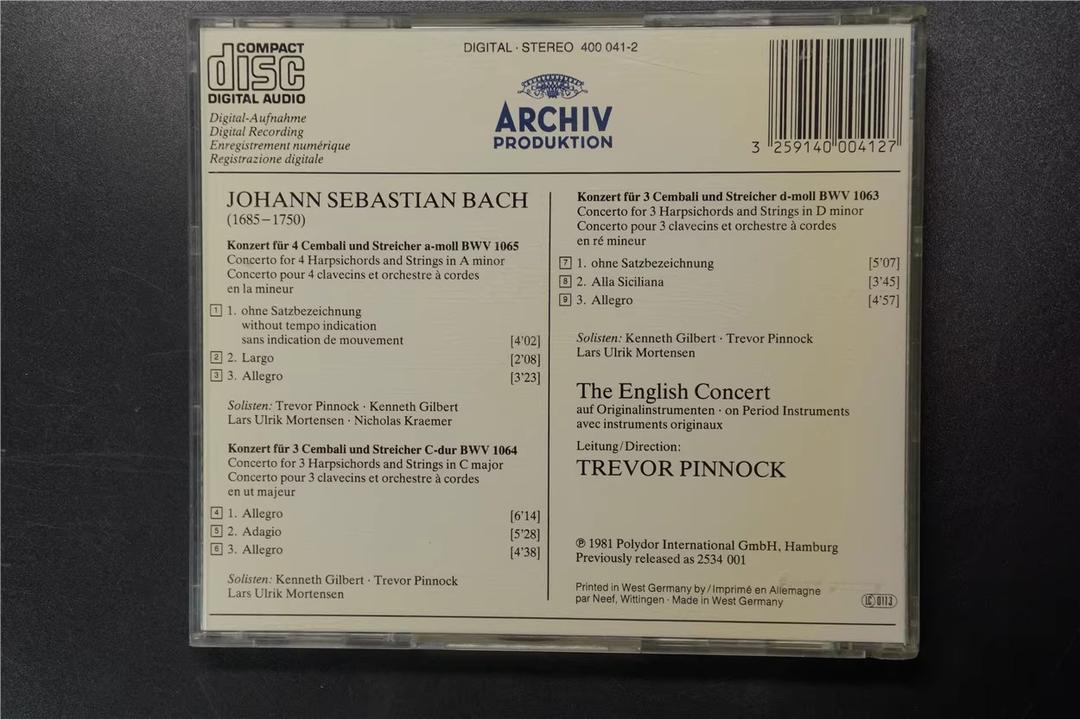 COMPACT
disc
DIGITAL AUDIO
Digital-Aufnahme
Digital Recording
Enregistrement numérique
Registrazione digitale
DIGITAL · STEREO 400 041-2
ARCHIV
PRODUKTION
3 259140 004127
JOHANN SEBASTIAN BACH
(1685–1750)
Konzert für 4 Cembali und Streicher a-moll BWV 1065
Concerto for 4 Harpsichords and Strings in A minor
Concerto pour 4 clavecins et orchestre à cordes
en la mineur
1 1. ohne Satzbezeichnung
without tempo indication
sans indication de mouvement [4'02]
2 2. Largo [2'08]
3 3. Allegro [3'23]
Solisten: Trevor Pinnock · Kenneth Gilbert
Lars Ulrik Mortensen · Nicholas Kraemer
Konzert für 3 Cembali und Streicher C-dur BWV 1064
Concerto for 3 Harpsichords and Strings in C major
Concerto pour 3 clavecins et orchestre à cordes
en ut majeur
4 1. Allegro [6'14]
5 2. Adagio [5'28]
6 3. Allegro [4'38]
Solisten: Kenneth Gilbert · Trevor Pinnock
Lars Ulrik Mortensen
Konzert für 3 Cembali und Streicher d-moll BWV 1063
Concerto for 3 Harpsichords and Strings in D minor
Concerto pour 3 clavecins et orchestre à cordes
en ré mineur
7 1. ohne Satzbezeichnung [5'07]
8 2. Alla Siciliana [3'45]
9 3. Allegro [4'57]
Solisten: Kenneth Gilbert · Trevor Pinnock
Lars Ulrik Mortensen
The English Concert
auf Originalinstrumenten · on Period Instruments
avec instruments originaux
Leitung/Direction:
TREVOR PINNOCK
℗ 1981 Polydor International GmbH, Hamburg
Previously released as 2534 001
Printed in West Germany by/Imprimé en Allemagne
par Neef, Wittingen · Made in West Germany
LC 0113